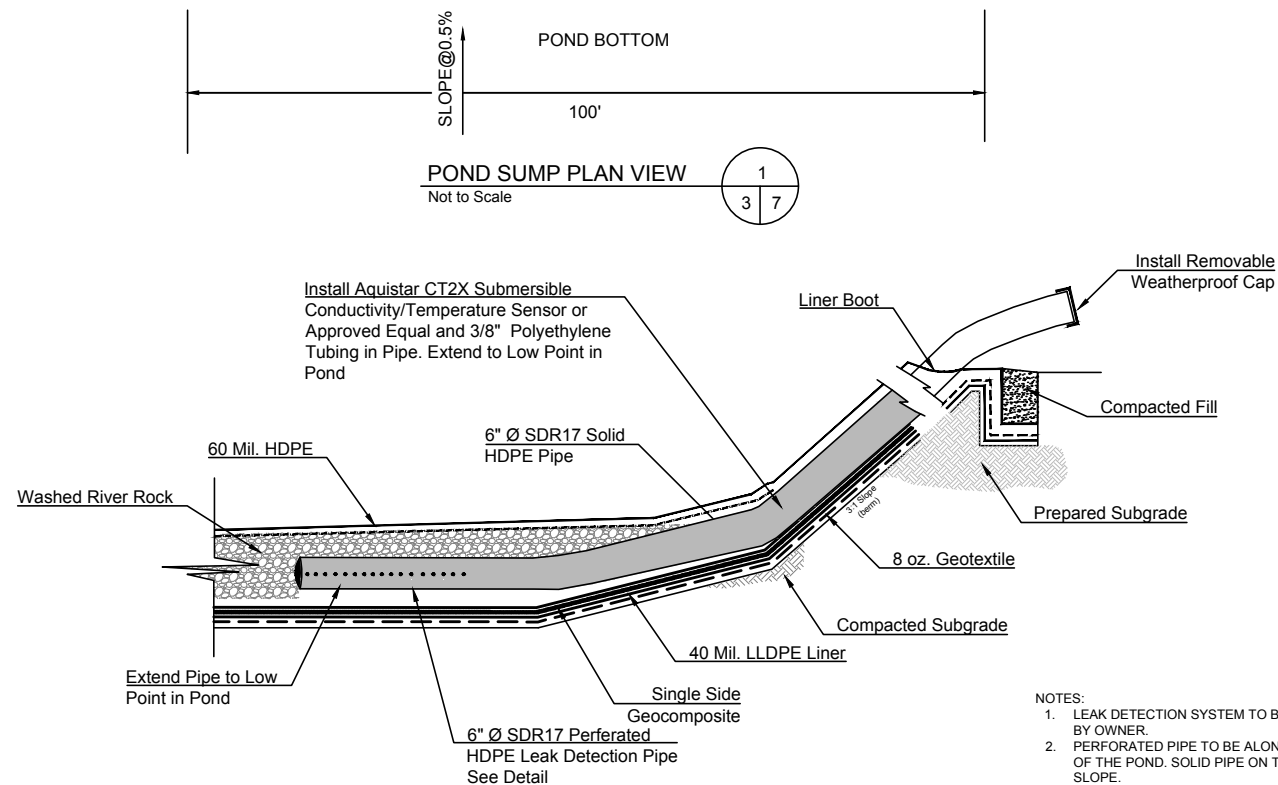 SLOPE@0.5%
POND BOTTOM
100'
POND SUMP PLAN VIEW
Not to Scale
1
3 7
Install Removable
Weatherproof Cap
Install Aquistar CT2X Submersible
Conductivity/Temperature Sensor or
Approved Equal and 3/8" Polyethylene
Tubing in Pipe. Extend to Low Point in
Pond
Liner Boot
Compacted Fill
6" Ø SDR17 Solid
HDPE Pipe
60 Mil. HDPE
Washed River Rock
3:1 Slope
(berm)
Prepared Subgrade
8 oz. Geotextile
Compacted Subgrade
40 Mil. LLDPE Liner
Extend Pipe to Low
Point in Pond
Single Side
Geocomposite
6" Ø SDR17 Perferated
HDPE Leak Detection Pipe
See Detail
NOTES:
1. LEAK DETECTION SYSTEM TO B
BY OWNER.
2. PERFORATED PIPE TO BE ALON
OF THE POND. SOLID PIPE ON T
SLOPE.